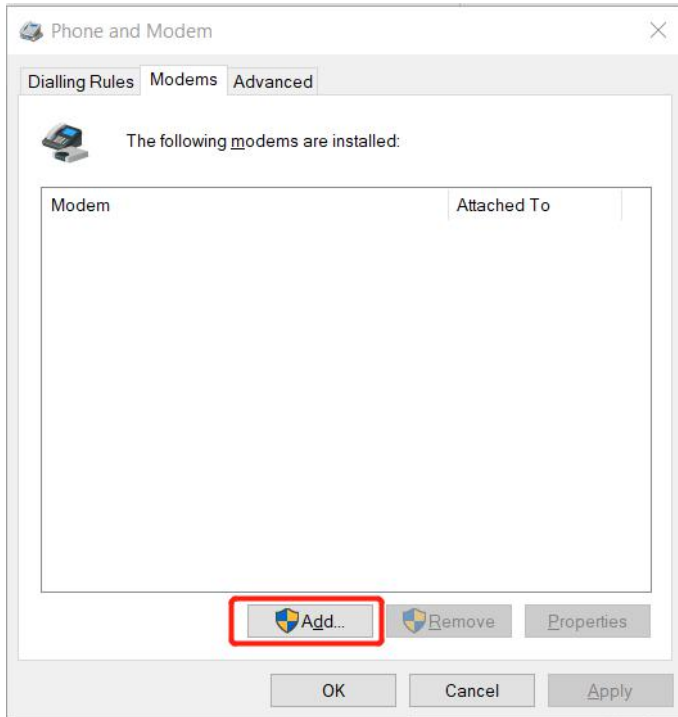 Phone and Modem
Dialling Rules Modems Advanced
The following modems are installed:
Modem Attached To
Add... Remove Properties
OK Cancel Apply